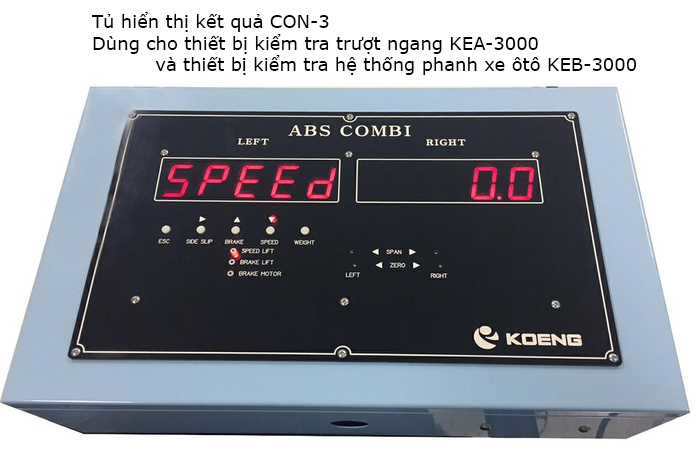 Tủ hiển thị kết quả CON-3
Dùng cho thiết bị kiểm tra trượt ngang KEA-3000
và thiết bị kiểm tra hệ thống phanh xe ôtô KEB-3000
ABS COMBI
LEFT RIGHT
SPEEd 0.0
ESC SIDE SLIP BRAKE SPEED WEIGHT
SPEED LIFT
BRAKE LIFT
BRAKE MOTOR
SPAN
ZERO
LEFT RIGHT
KOENG